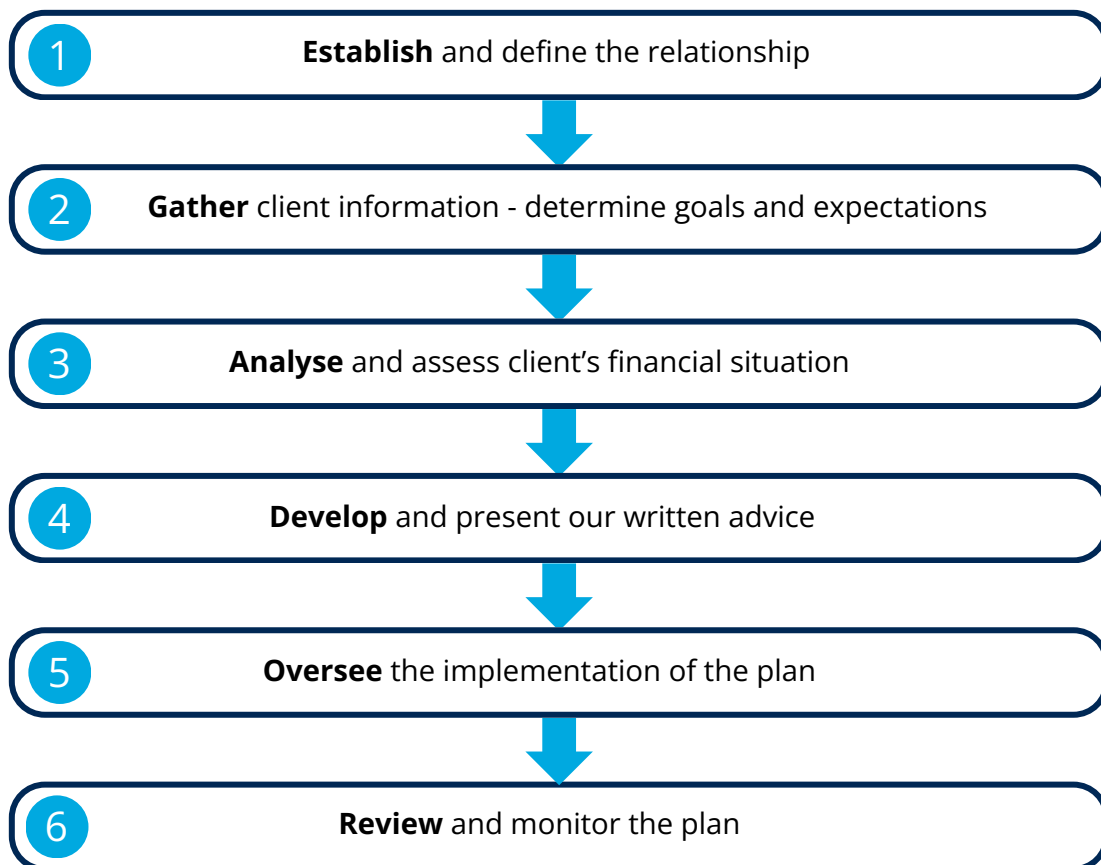 1 Establish and define the relationship
2 Gather client information - determine goals and expectations
3 Analyse and assess client’s financial situation
4 Develop and present our written advice
5 Oversee the implementation of the plan
6 Review and monitor the plan